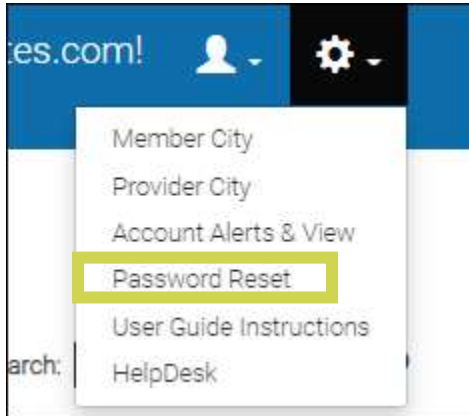 tes.com!
Member City
Provider City
Account Alerts & View
Password Reset
User Guide Instructions
arch:
HelpDesk